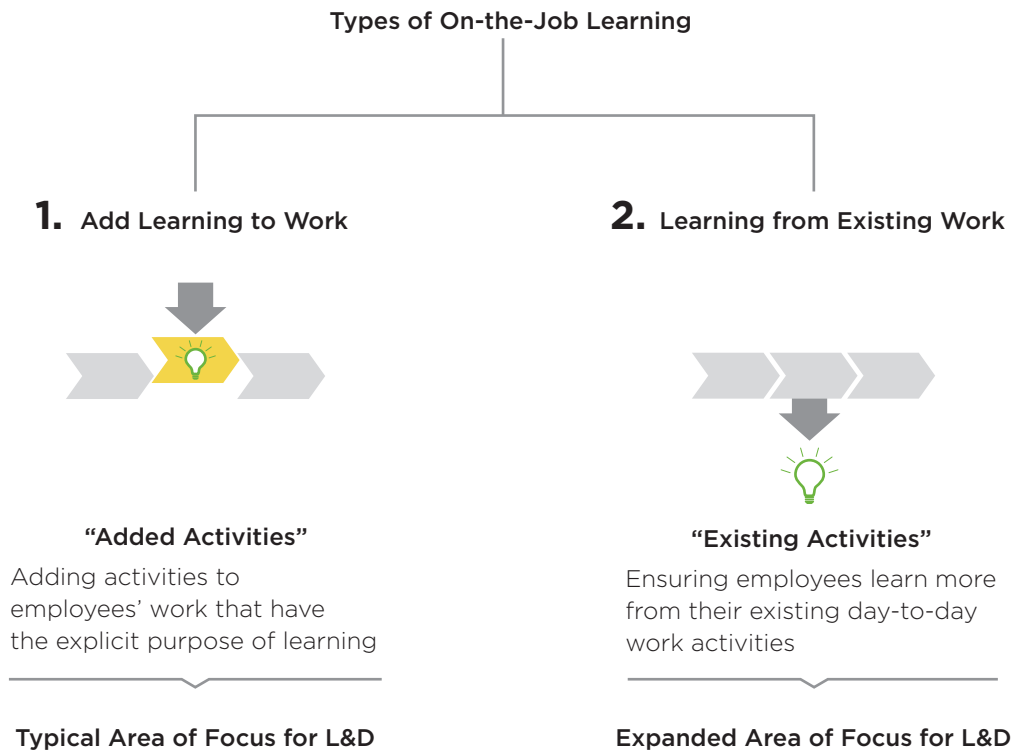 Types of On-the-Job Learning
1. Add Learning to Work
“Added Activities”
Adding activities to
employees’ work that have
the explicit purpose of learning
Typical Area of Focus for L&D
2. Learning from Existing Work
“Existing Activities”
Ensuring employees learn more
from their existing day-to-day
work activities
Expanded Area of Focus for L&D